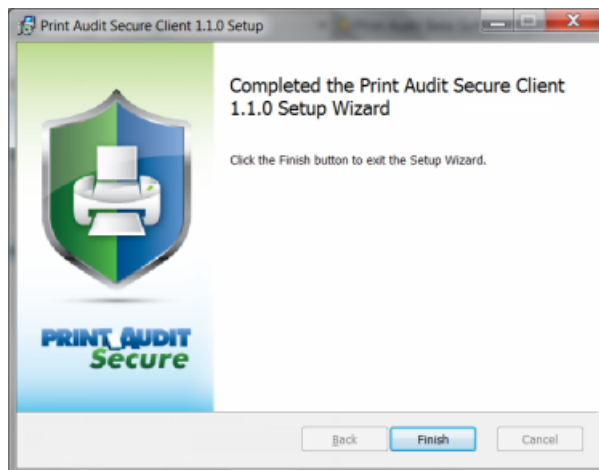 Print Audit Secure Client 1.1.0 Setup
Completed the Print Audit Secure Client
1.1.0 Setup Wizard
Click the Finish button to exit the Setup Wizard.
PRINT AUDIT
Secure
Back Finish Cancel